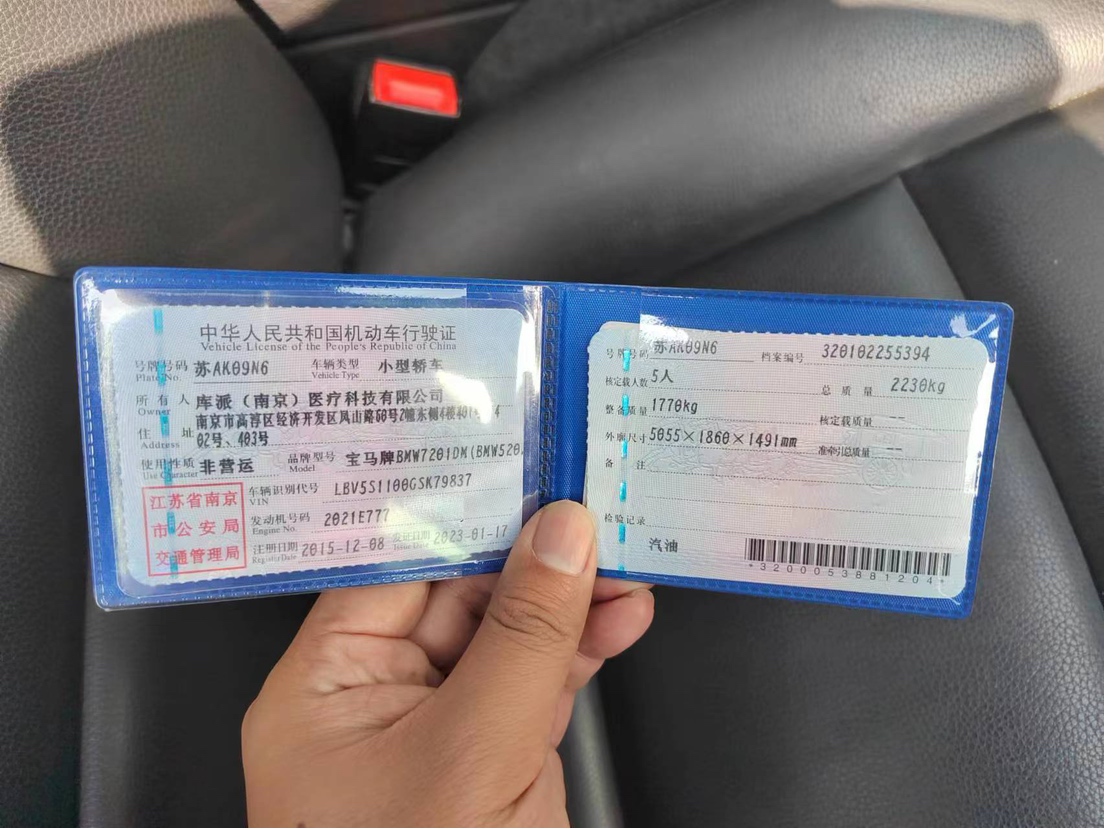 中华人民共和国机动车行驶证
Vehicle License of the People's Republic of China
号牌号码 苏AK09N6 车辆类型 小型轿车
Plate No. Vehicle Type
所有人 库派（南京）医疗科技有限公司
Owner
住址 南京市高淳区经济开发区凤山路68号2幢东侧4楼401
Address 02号、403号
使用性质 非营运 品牌型号 宝马牌BMW7201DM(BMW520
Use Character Model
江苏省南京
市公安局
交通管理局
车辆识别代号 LBV5S1100GSK79837
VIN
发动机号码 2021E777
Engine No.
注册日期 2015-12-08 发证日期 2023-01-17
Register Date Issue Date
号牌号码 苏AK09N6 档案编号 320102255394
核定载人数 5人 总质量 2230kg
整备质量 1770kg 核定载质量 --
外廓尺寸 5055×1860×1491mm 准牵引总质量 --
备注
检验记录
汽油
*3200053881204*